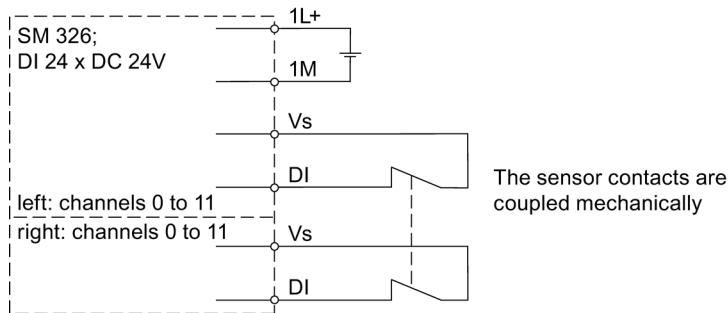 1L+
SM 326;
DI 24 x DC 24V
1M
Vs
DI
The sensor contacts are
coupled mechanically
left: channels 0 to 11
right: channels 0 to 11
Vs
DI